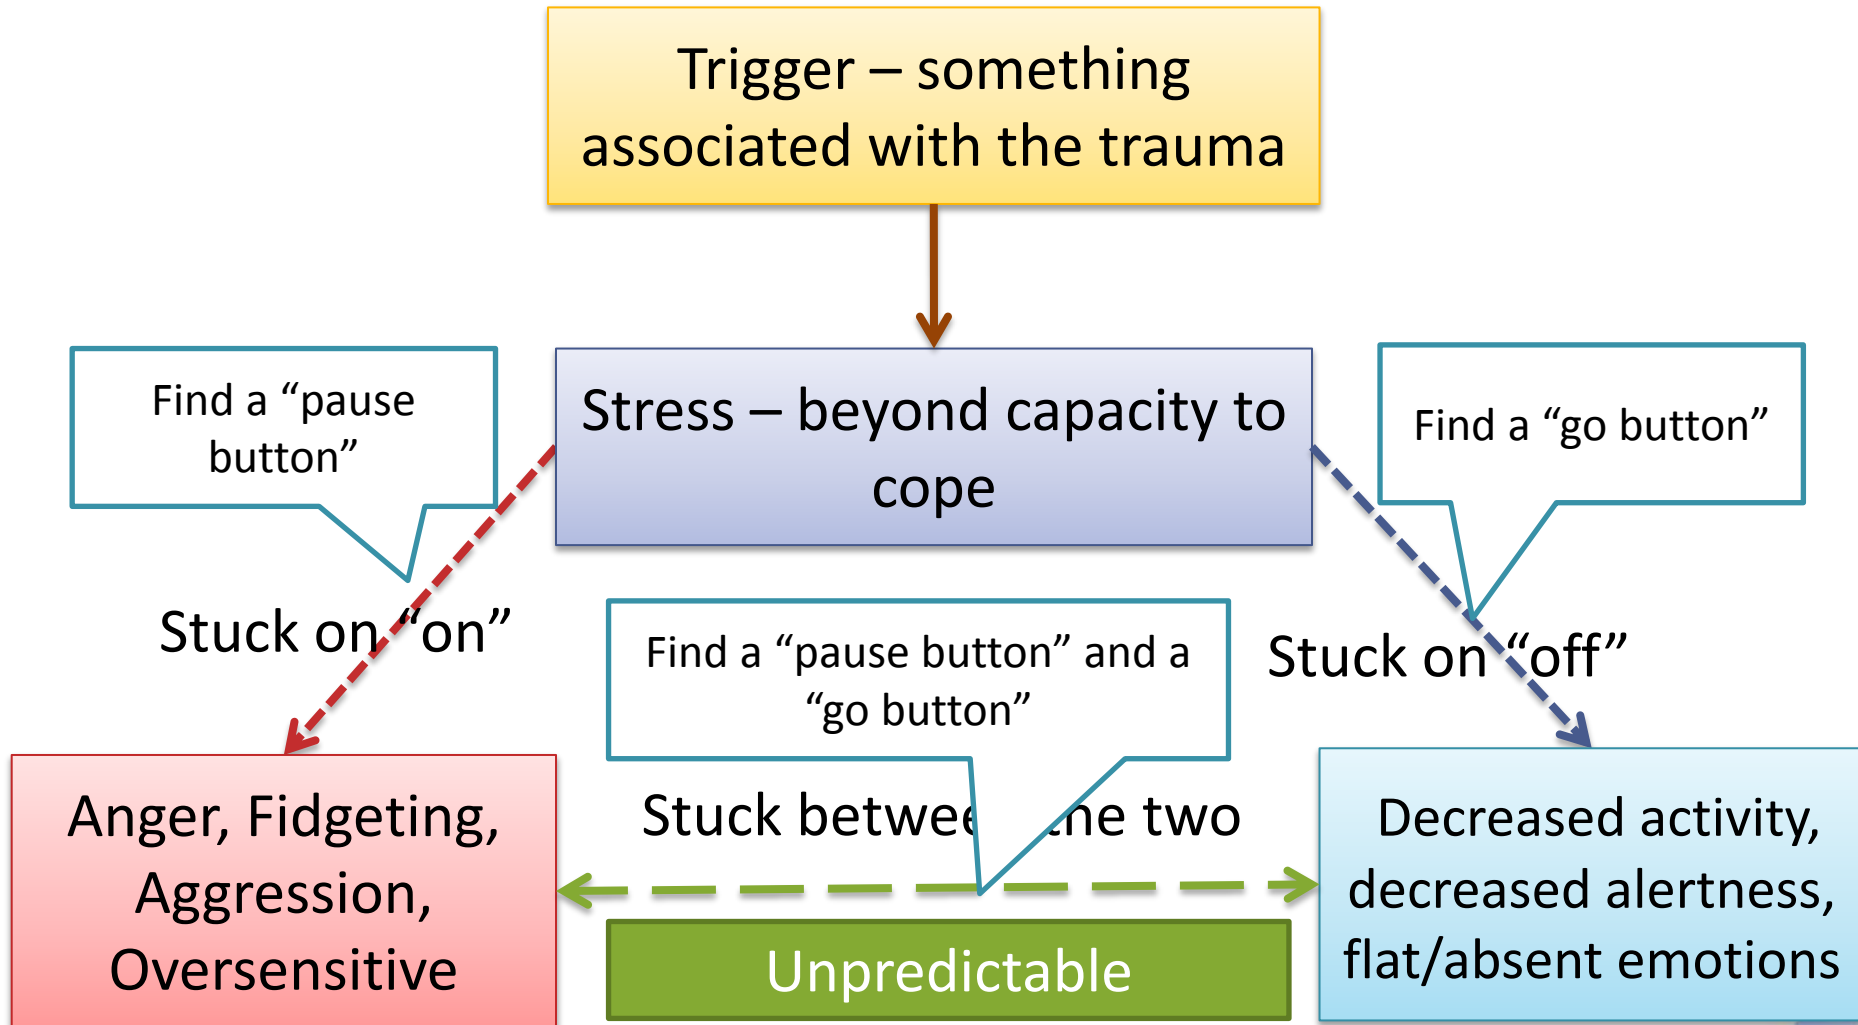 Trigger – something
associated with the trauma
Find a “pause
button”
Stress – beyond capacity to
cope
Find a “go button”
Stuck on “on”
Find a “pause button” and a
“go button”
Stuck on “off”
Stuck between the two
Anger, Fidgeting,
Aggression,
Oversensitive
Unpredictable
Decreased activity,
decreased alertness,
flat/absent emotions